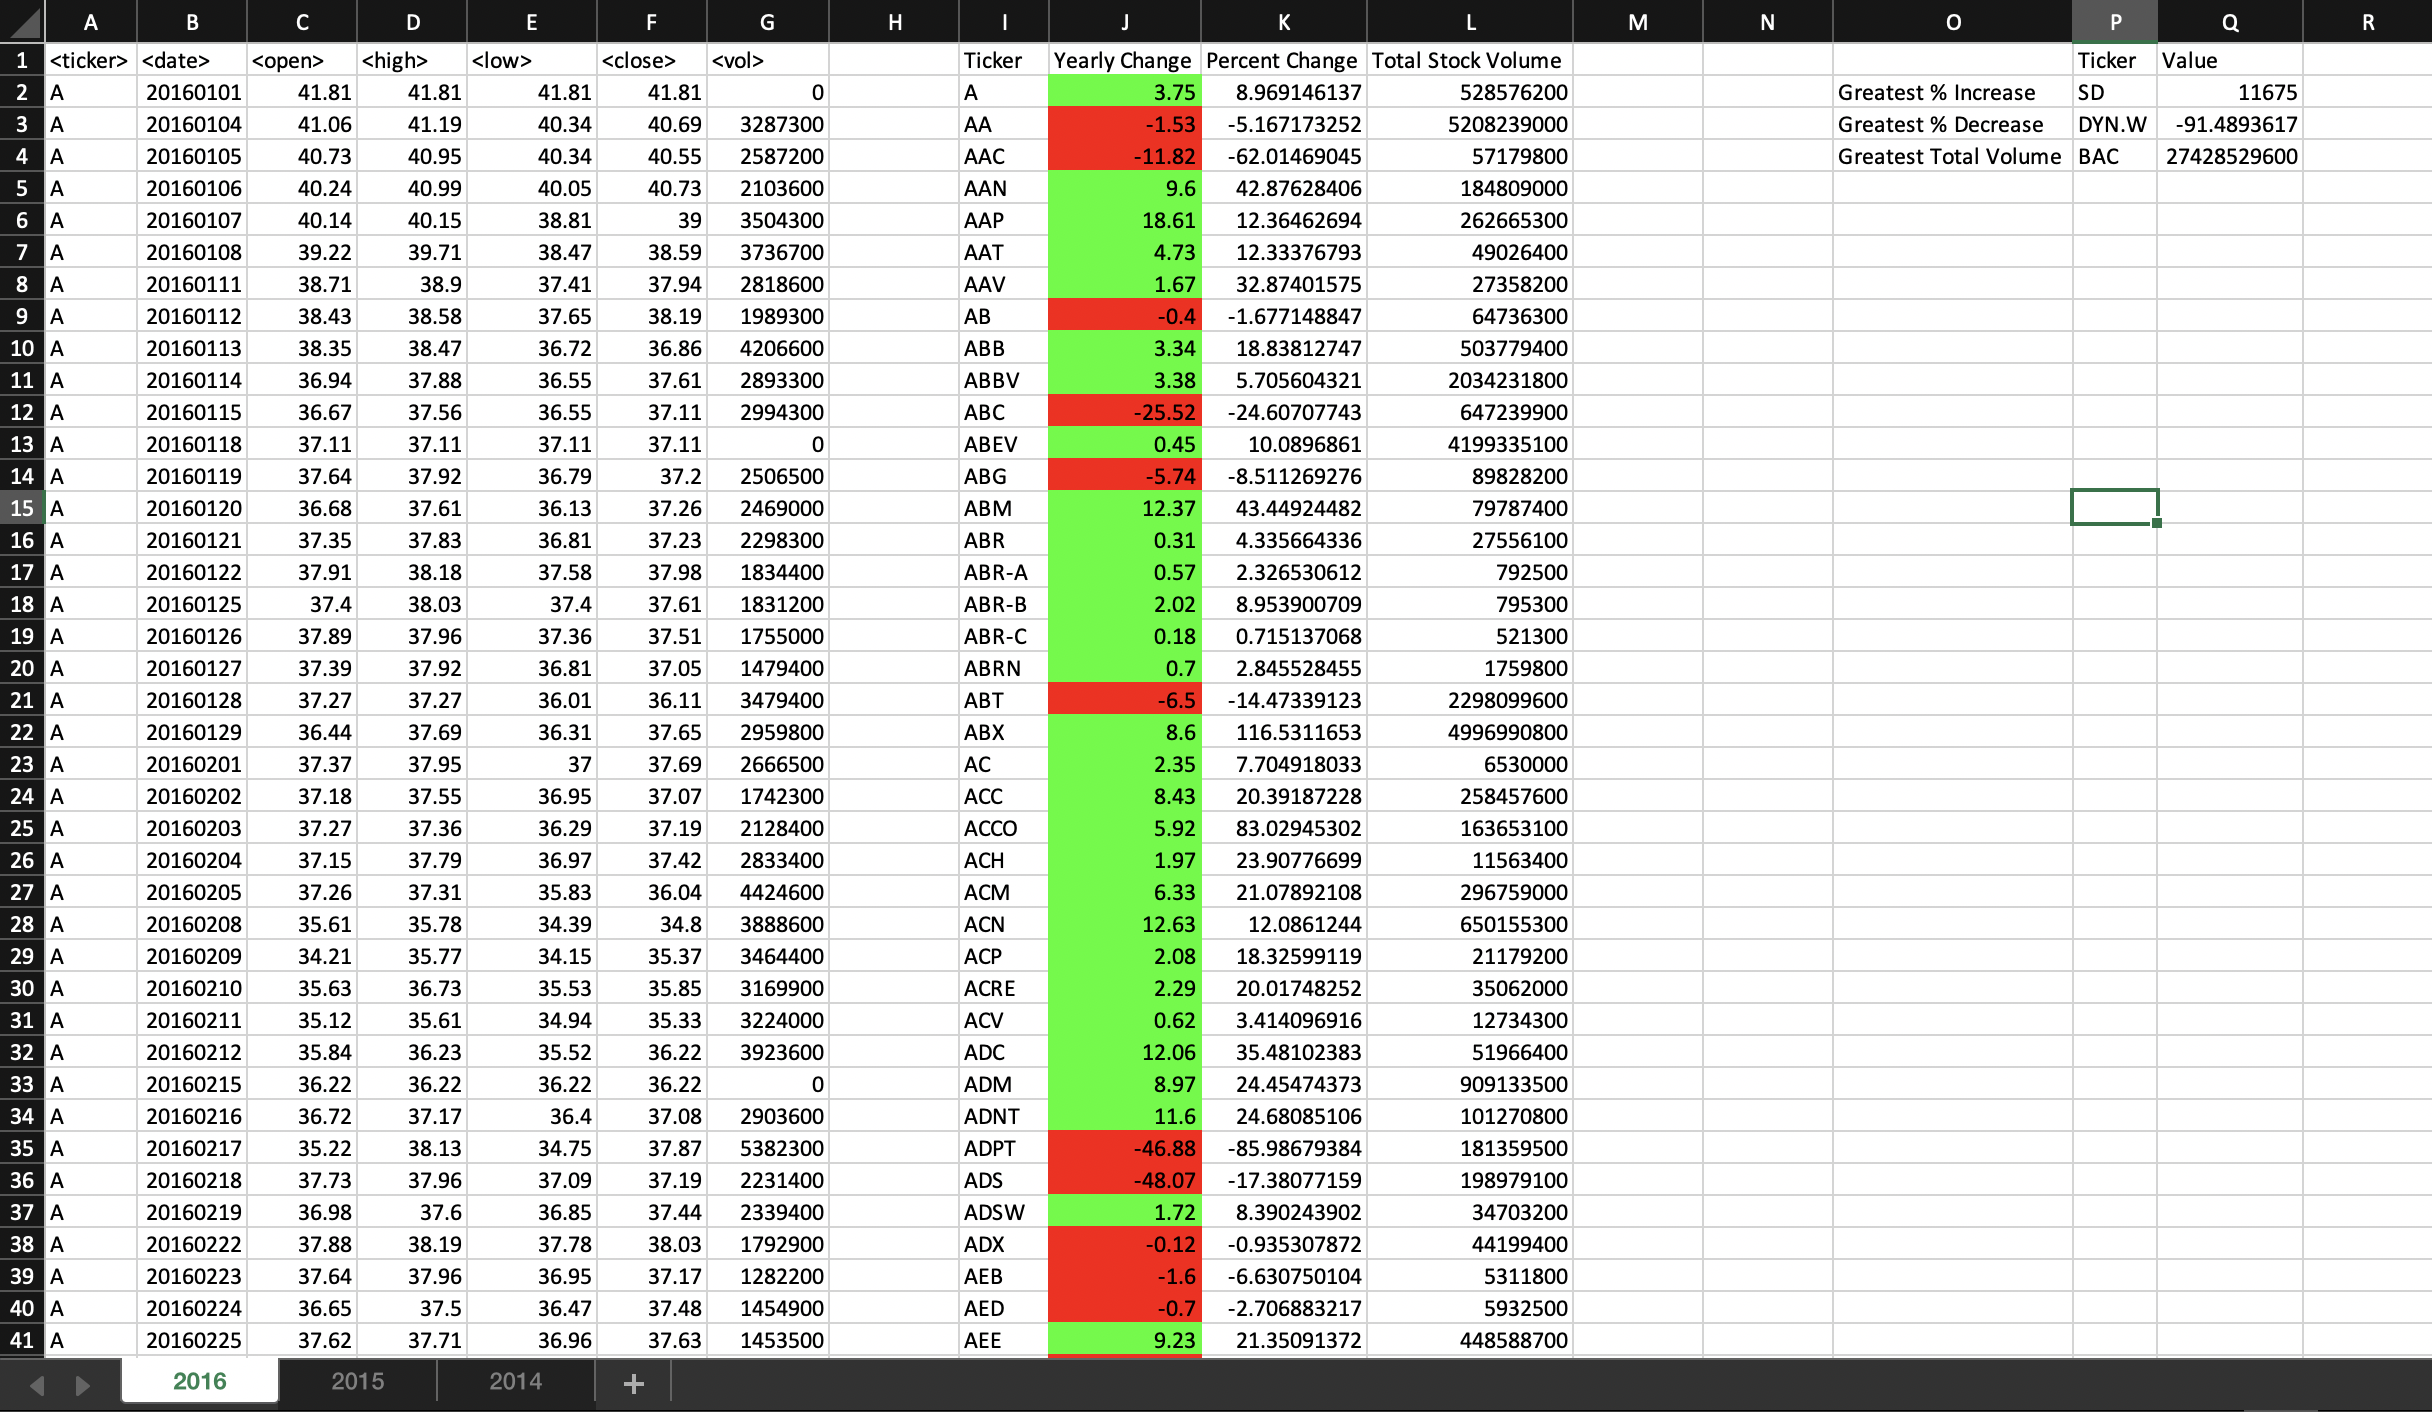 A B C D E F G H I J K L M N O P Q R
1 <ticker> <date> <open> <high> <low> <close> <vol> Ticker Yearly Change Percent Change Total Stock Volume Ticker Value
2 A 20160101 41.81 41.81 41.81 41.81 0 A 3.75 8.969146137 528576200 Greatest % Increase SD 11675
3 A 20160104 41.06 41.19 40.34 40.69 3287300 AA -1.53 -5.167173252 5208239000 Greatest % Decrease DYN.W -91.4893617
4 A 20160105 40.73 40.95 40.34 40.55 2587200 AAC -11.82 -62.01469045 57179800 Greatest Total Volume BAC 27428529600
5 A 20160106 40.24 40.99 40.05 40.73 2103600 AAN 9.6 42.87628406 184809000
6 A 20160107 40.14 40.15 38.81 39 3504300 AAP 18.61 12.36462694 262665300
7 A 20160108 39.22 39.71 38.47 38.59 3736700 AAT 4.73 12.33376793 49026400
8 A 20160111 38.71 38.9 37.41 37.94 2818600 AAV 1.67 32.87401575 27358200
9 A 20160112 38.43 38.58 37.65 38.19 1989300 AB -0.4 -1.677148847 64736300
10 A 20160113 38.35 38.47 36.72 36.86 4206600 ABB 3.34 18.83812747 503779400
11 A 20160114 36.94 37.88 36.55 37.61 2893300 ABBV 3.38 5.705604321 2034231800
12 A 20160115 36.67 37.56 36.55 37.11 2994300 ABC -25.52 -24.60707743 647239900
13 A 20160118 37.11 37.11 37.11 37.11 0 ABEV 0.45 10.0896861 4199335100
14 A 20160119 37.64 37.92 36.79 37.2 2506500 ABG -5.74 -8.511269276 89828200
15 A 20160120 36.68 37.61 36.13 37.26 2469000 ABM 12.37 43.44924482 79787400
16 A 20160121 37.35 37.83 36.81 37.23 2298300 ABR 0.31 4.335664336 27556100
17 A 20160122 37.91 38.18 37.58 37.98 1834400 ABR-A 0.57 2.326530612 792500
18 A 20160125 37.4 38.03 37.4 37.61 1831200 ABR-B 2.02 8.953900709 795300
19 A 20160126 37.89 37.96 37.36 37.51 1755000 ABR-C 0.18 0.715137068 521300
20 A 20160127 37.39 37.92 36.81 37.05 1479400 ABRN 0.7 2.845528455 1759800
21 A 20160128 37.27 37.27 36.01 36.11 3479400 ABT -6.5 -14.47339123 2298099600
22 A 20160129 36.44 37.69 36.31 37.65 2959800 ABX 8.6 116.5311653 4996990800
23 A 20160201 37.37 37.95 37 37.69 2666500 AC 2.35 7.704918033 6530000
24 A 20160202 37.18 37.55 36.95 37.07 1742300 ACC 8.43 20.39187228 258457600
25 A 20160203 37.27 37.36 36.29 37.19 2128400 ACCO 5.92 83.02945302 163653100
26 A 20160204 37.15 37.79 36.97 37.42 2833400 ACH 1.97 23.90776699 11563400
27 A 20160205 37.26 37.31 35.83 36.04 4424600 ACM 6.33 21.07892108 296759000
28 A 20160208 35.61 35.78 34.39 34.8 3888600 ACN 12.63 12.0861244 650155300
29 A 20160209 34.21 35.77 34.15 35.37 3464400 ACP 2.08 18.32599119 21179200
30 A 20160210 35.63 36.73 35.53 35.85 3169900 ACRE 2.29 20.01748252 35062000
31 A 20160211 35.12 35.61 34.94 35.33 3224000 ACV 0.62 3.414096916 12734300
32 A 20160212 35.84 36.23 35.52 36.22 3923600 ADC 12.06 35.48102383 51966400
33 A 20160215 36.22 36.22 36.22 36.22 0 ADM 8.97 24.45474373 909133500
34 A 20160216 36.72 37.17 36.4 37.08 2903600 ADNT 11.6 24.68085106 101270800
35 A 20160217 35.22 38.13 34.75 37.87 5382300 ADPT -46.88 -85.98679384 181359500
36 A 20160218 37.73 37.96 37.09 37.19 2231400 ADS -48.07 -17.38077159 198979100
37 A 20160219 36.98 37.6 36.85 37.44 2339400 ADSW 1.72 8.390243902 34703200
38 A 20160222 37.88 38.19 37.78 38.03 1792900 ADX -0.12 -0.935307872 44199400
39 A 20160223 37.64 37.96 36.95 37.17 1282200 AEB -1.6 -6.630750104 5311800
40 A 20160224 36.65 37.5 36.47 37.48 1454900 AED -0.7 -2.706883217 5932500
41 A 20160225 37.62 37.71 36.96 37.63 1453500 AEE 9.23 21.35091372 448588700
2016 2015 2014 +